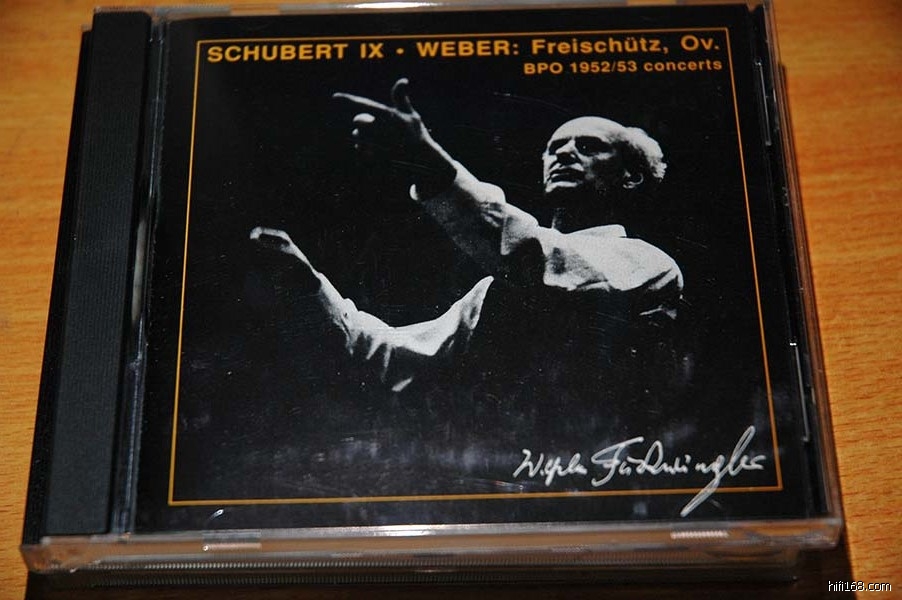 SCHUBERT IX • WEBER: Freischütz, Ov.
BPO 1952/53 concerts
Wilhelm Furtwängler
hifi168.com